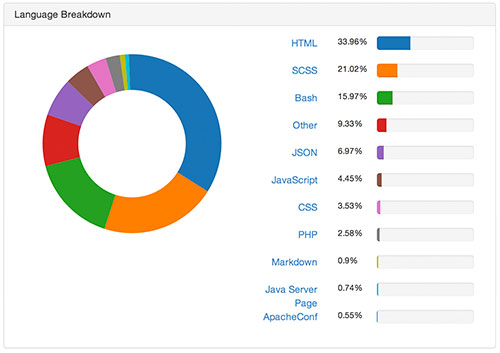 Language Breakdown
HTML 33.96%
SCSS 21.02%
Bash 15.97%
Other 9.33%
JSON 6.97%
JavaScript 4.45%
CSS 3.53%
PHP 2.58%
Markdown 0.9%
Java Server 0.74%
Page
ApacheConf 0.55%